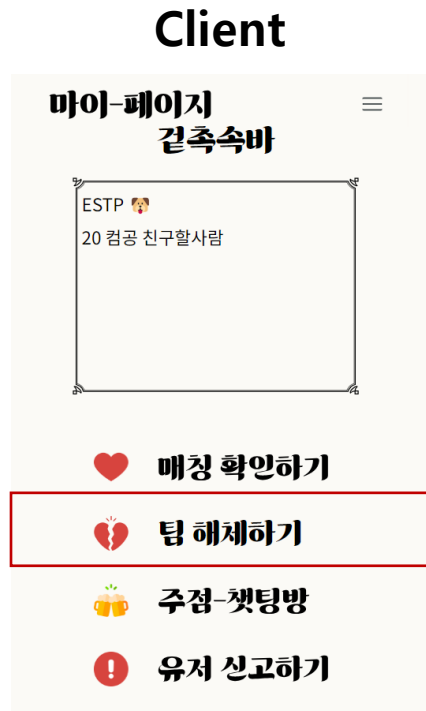 Client
마이-페이지
겉촉속바
ESTP 🐶
20 컴공 친구할사람
매칭 확인하기
팀 해체하기
주점-챗팅방
유저 신고하기